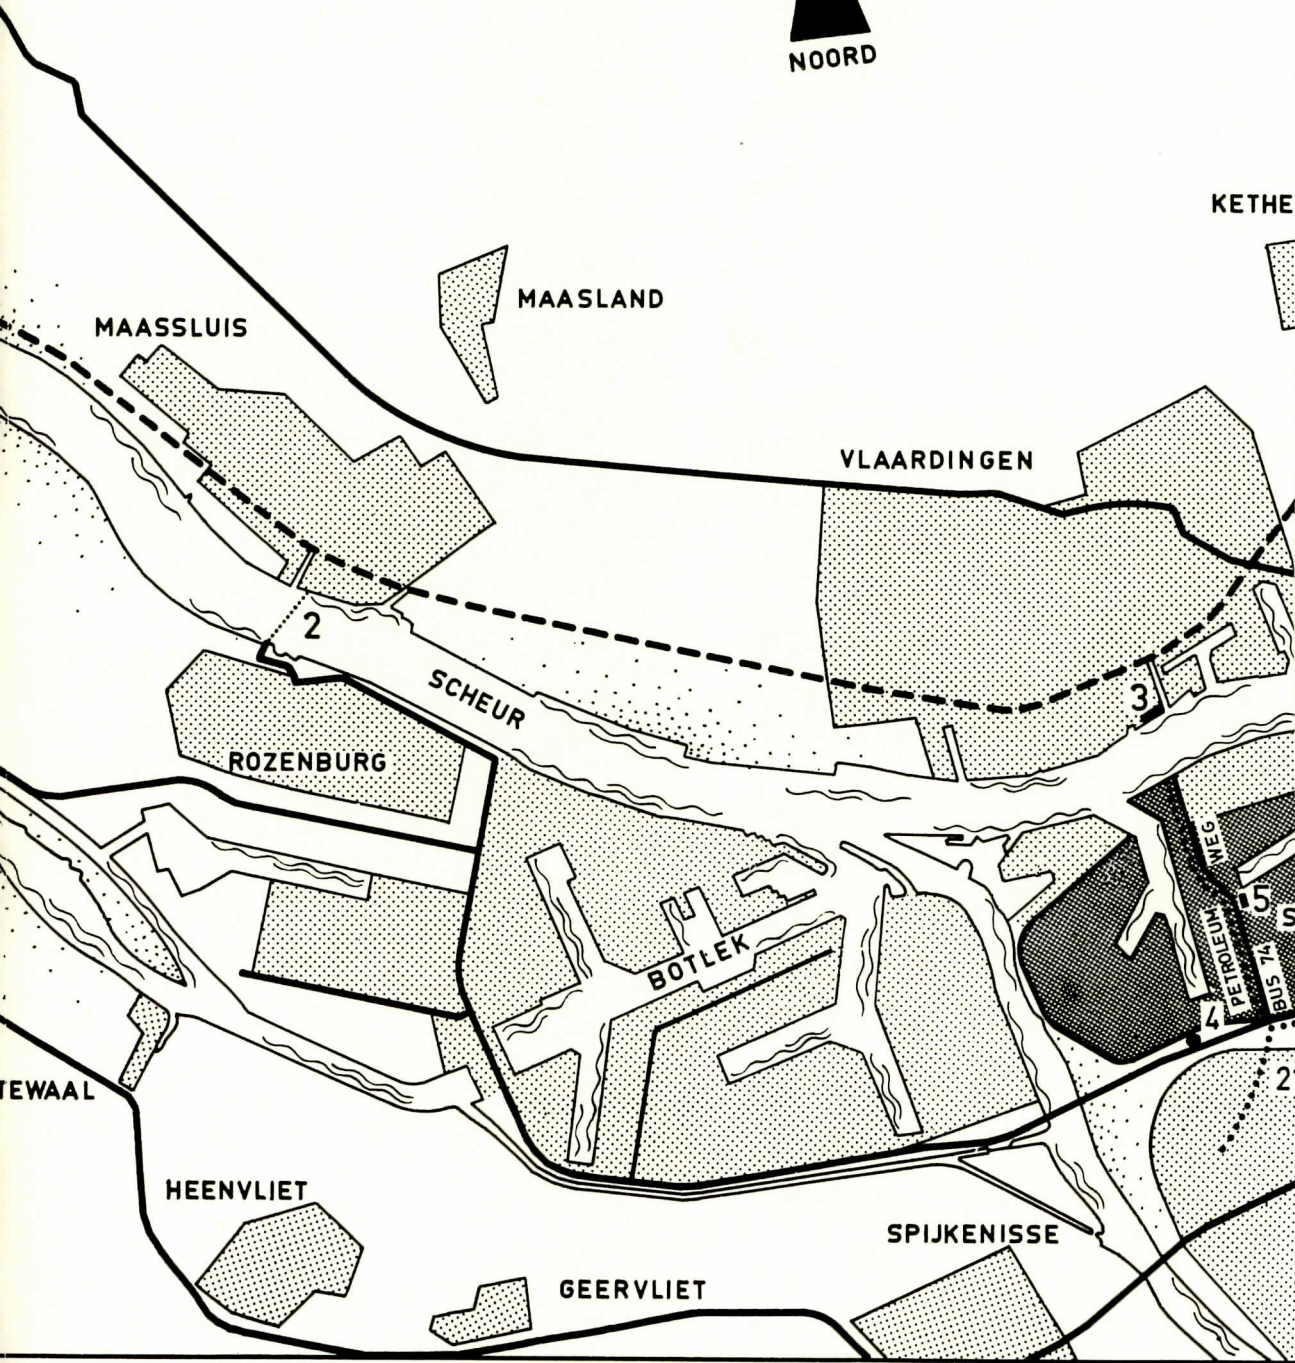 NOORD
KETHE
MAASLAND
MAASSLUIS
VLAARDINGEN
2
SCHEUR
3
ROZENBURG
PETROLEUM WEG
5
S
BOTLEK
BUS 74
4
2
TEWAAL
HEENVLIET
SPIJKENISSE
GEERVLIET